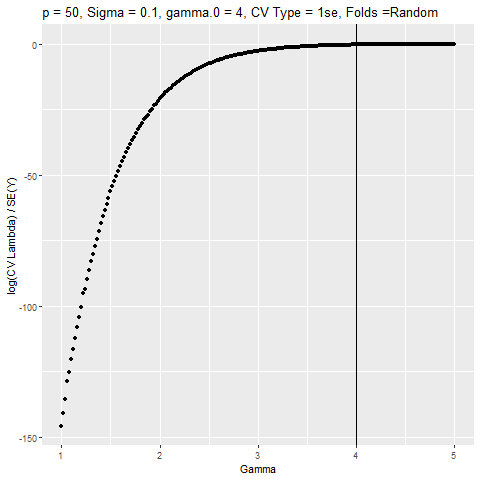 p = 50, Sigma = 0.1, gamma.0 = 4, CV Type = 1se, Folds =Random
log(CV Lambda) / SE(Y)
0
-50
-100
-150
1 2 3 4 5
Gamma